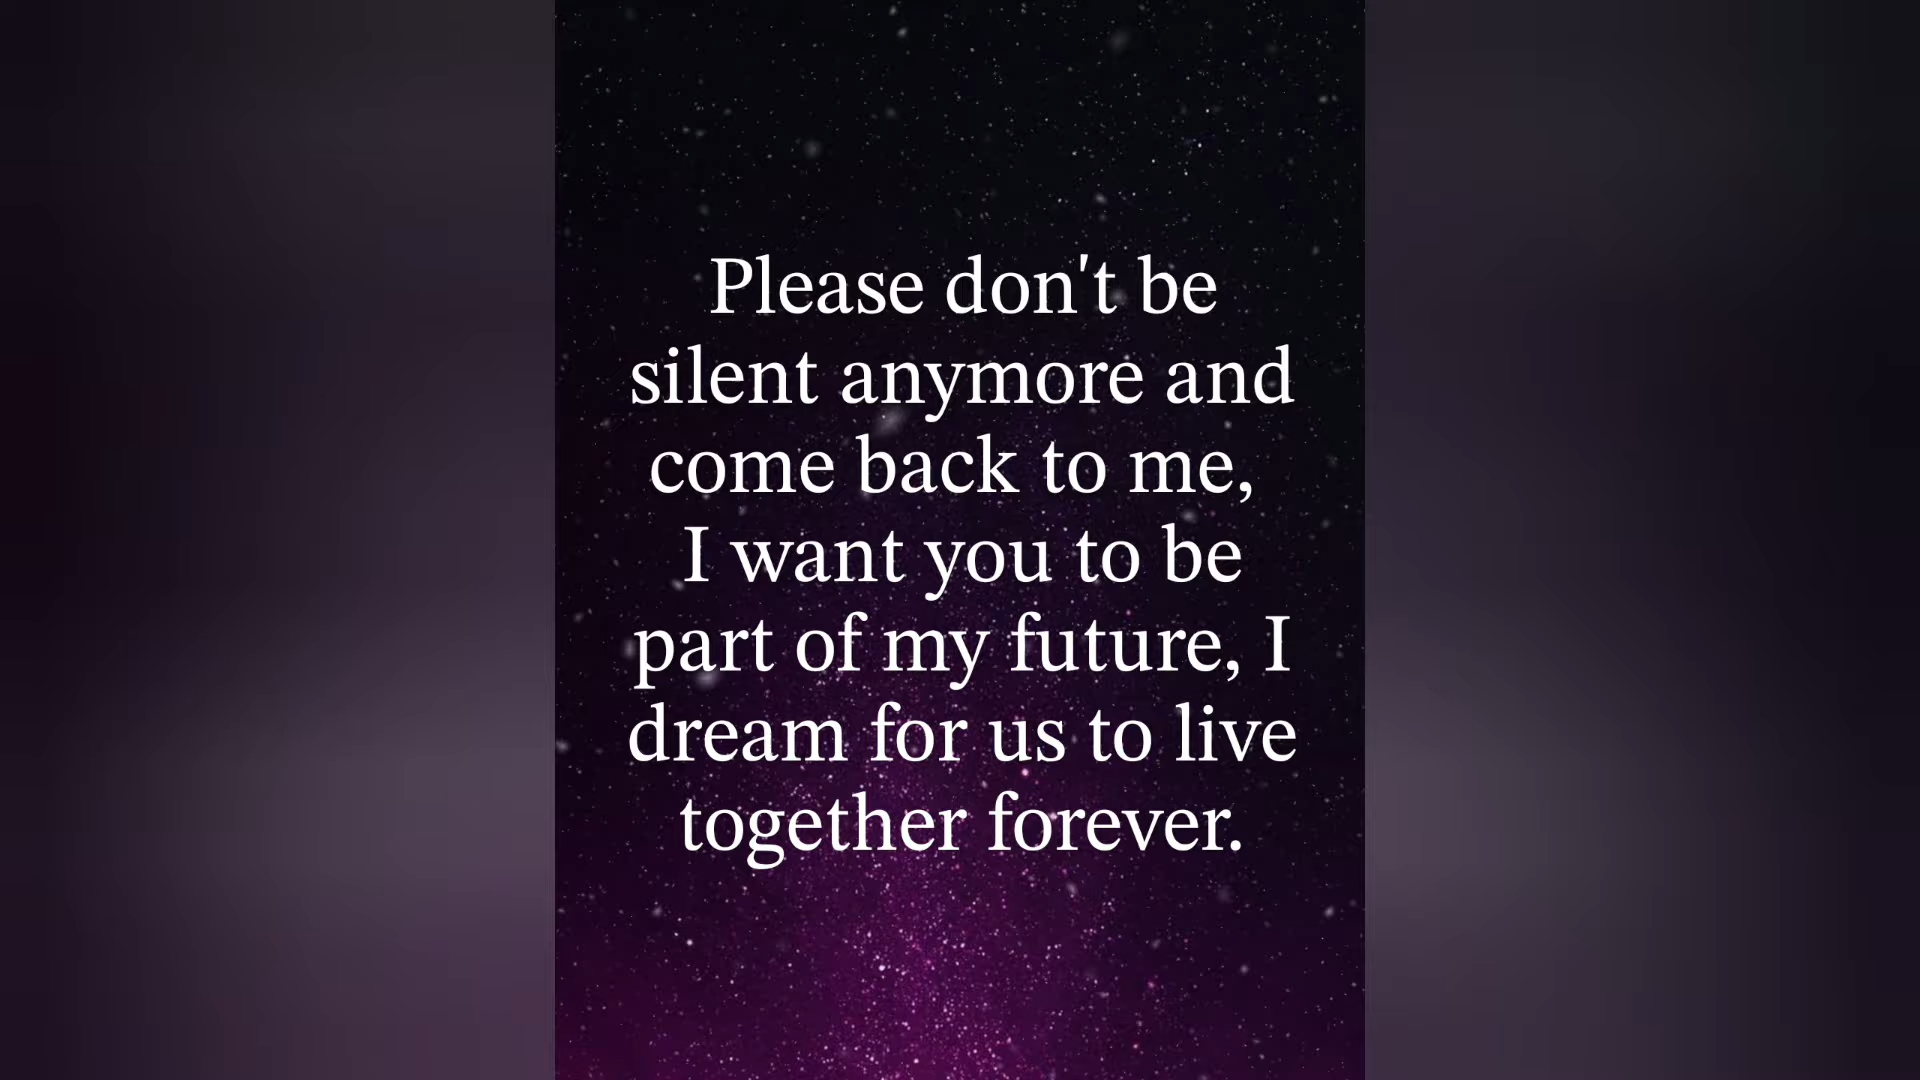 Please don't be
silent anymore and
come back to me,
I want you to be
part of my future, I
dream for us to live
together forever.